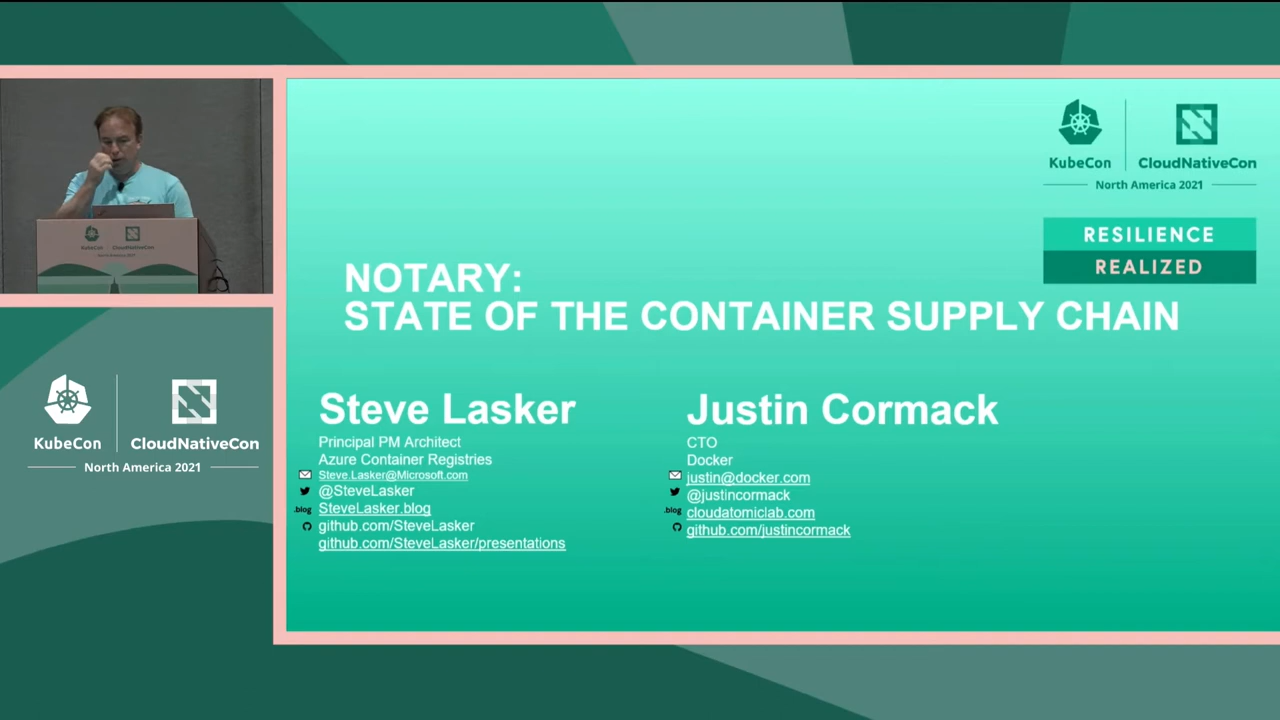 KubeCon
CloudNativeCon
North America 2021
RESILIENCE
REALIZED
NOTARY:
STATE OF THE CONTAINER SUPPLY CHAIN
Steve Lasker
Principal PM Architect
Azure Container Registries
Steve.Lasker@Microsoft.com
@SteveLasker
.blog SteveLasker.blog
github.com/SteveLasker
github.com/SteveLasker/presentations
Justin Cormack
CTO
Docker
justin@docker.com
@justincormack
.blog cloudatomiclab.com
github.com/justincormack
KubeCon
CloudNativeCon
KubeCon
CloudNativeCon
North America 2021